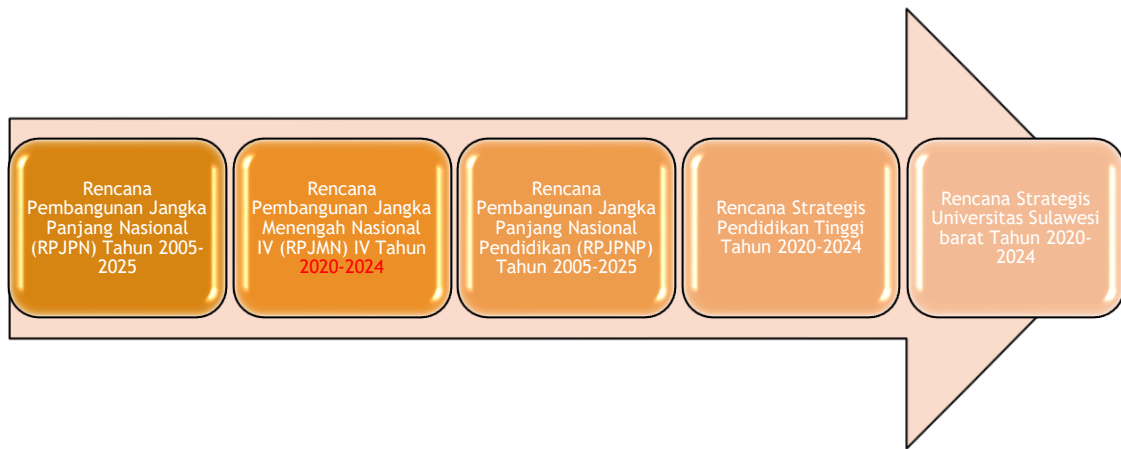 Rencana
Pembangunan Jangka
Panjang Nasional
(RPJPN) Tahun 2005-
2025
Rencana
Pembangunan Jangka
Menengah Nasional
IV (RPJMN) IV Tahun
2020-2024
Rencana
Pembangunan Jangka
Panjang Nasional
Pendidikan (RPJPNP)
Tahun 2005-2025
Rencana Strategis
Pendidikan Tinggi
Tahun 2020-2024
Rencana Strategis
Universitas Sulawesi
barat Tahun 2020-
2024